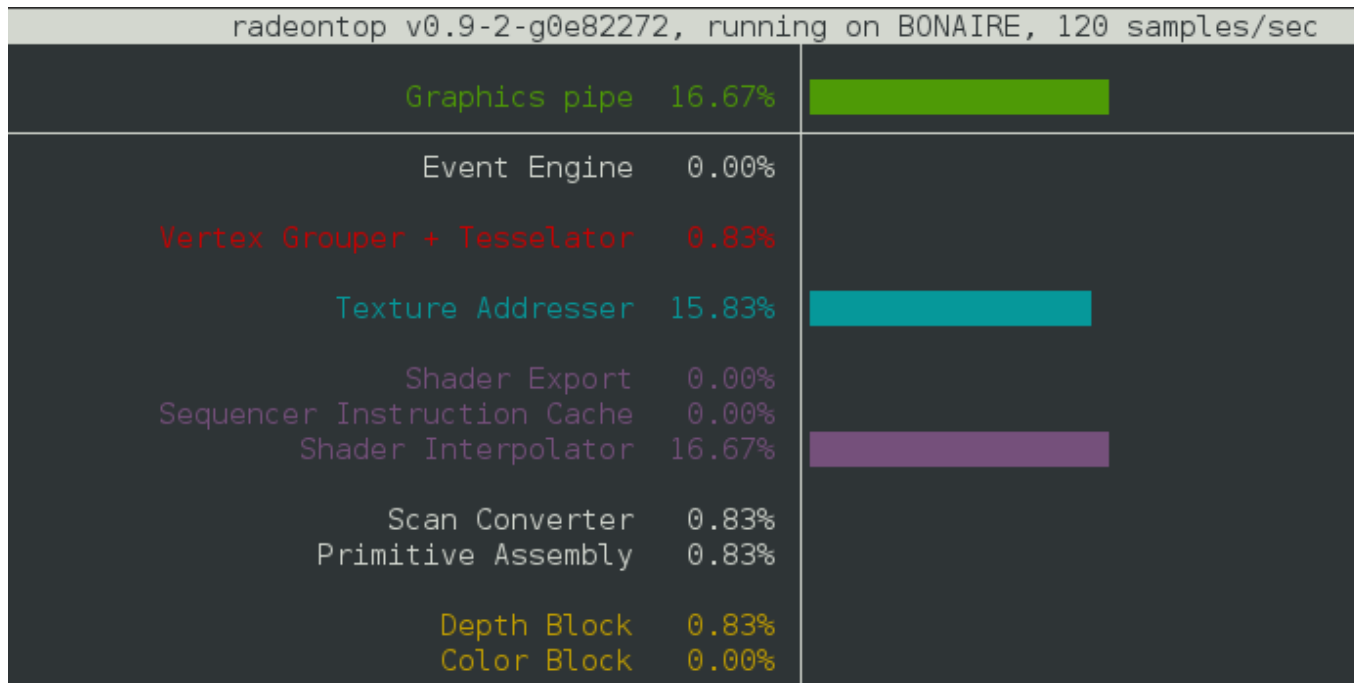 radeontop v0.9-2-g0e82272, running on BONAIRE, 120 samples/sec
Graphics pipe 16.67%
Event Engine 0.00%
Vertex Grouper + Tesselator 0.83%
Texture Addresser 15.83%
Shader Export 0.00%
Sequencer Instruction Cache 0.00%
Shader Interpolator 16.67%
Scan Converter 0.83%
Primitive Assembly 0.83%
Depth Block 0.83%
Color Block 0.00%